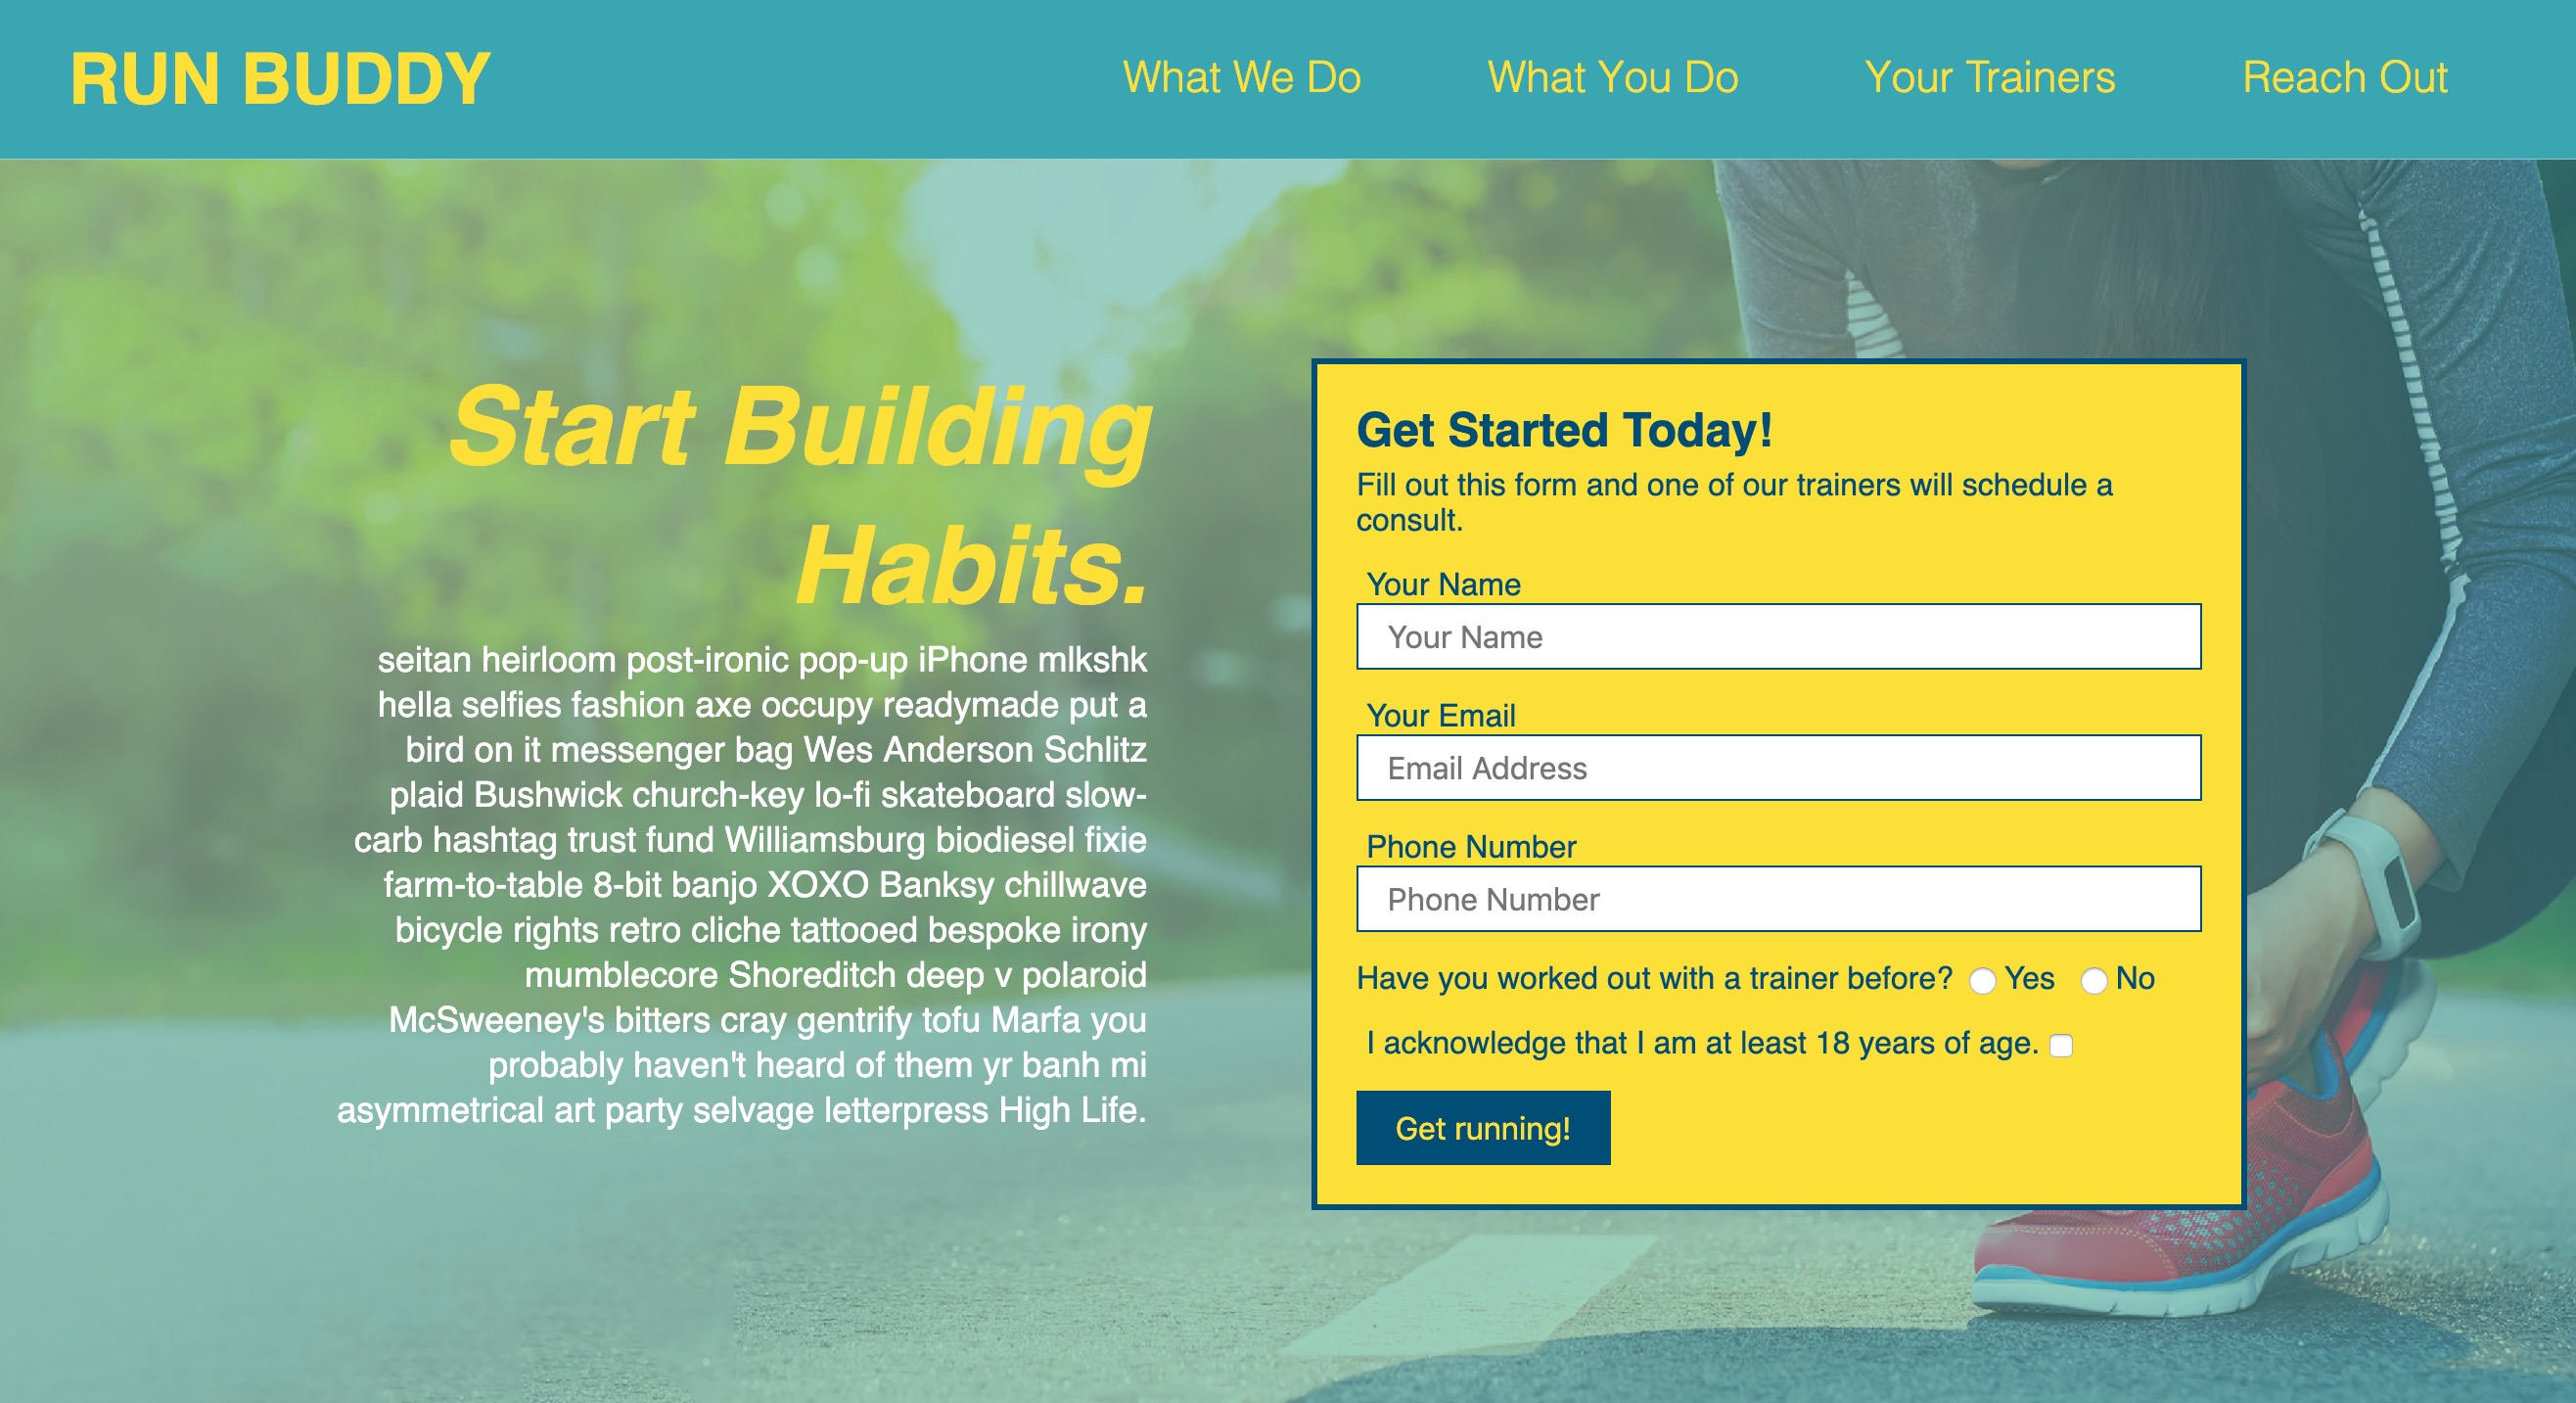 RUN BUDDY
What We Do
What You Do
Your Trainers
Reach Out
Start Building
Habits.
seitan heirloom post-ironic pop-up iPhone mlkshk
hella selfies fashion axe occupy readymade put a
bird on it messenger bag Wes Anderson Schlitz
plaid Bushwick church-key lo-fi skateboard slow-
carb hashtag trust fund Williamsburg biodiesel fixie
farm-to-table 8-bit banjo XOXO Banksy chillwave
bicycle rights retro cliche tattooed bespoke irony
mumblecore Shoreditch deep v polaroid
McSweeney's bitters cray gentrify tofu Marfa you
probably haven't heard of them yr banh mi
asymmetrical art party selvage letterpress High Life.
Get Started Today!
Fill out this form and one of our trainers will schedule a
consult.
Your Name
Your Name
Your Email
Email Address
Phone Number
Phone Number
Have you worked out with a trainer before? Yes No
I acknowledge that I am at least 18 years of age.
Get running!